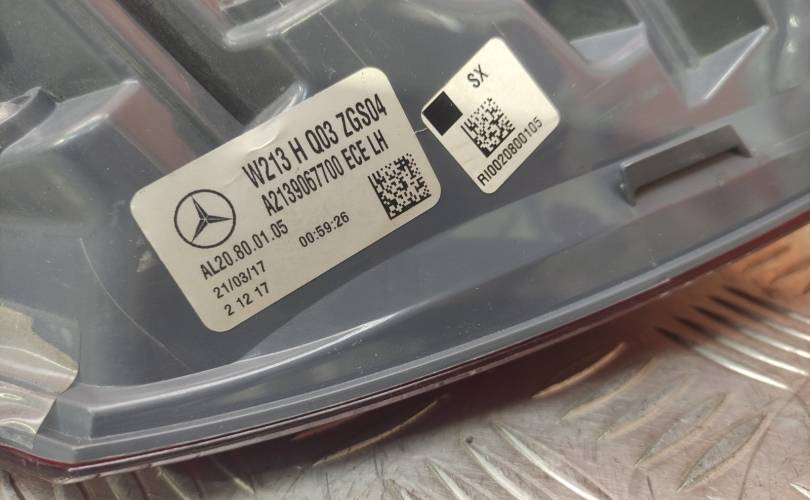 W213 H Q03 ZGS04
A2139067700 ECE LH
AL20.80.01.05
21/03/17
00:59:26
2 12 17
SX
RI0020800105